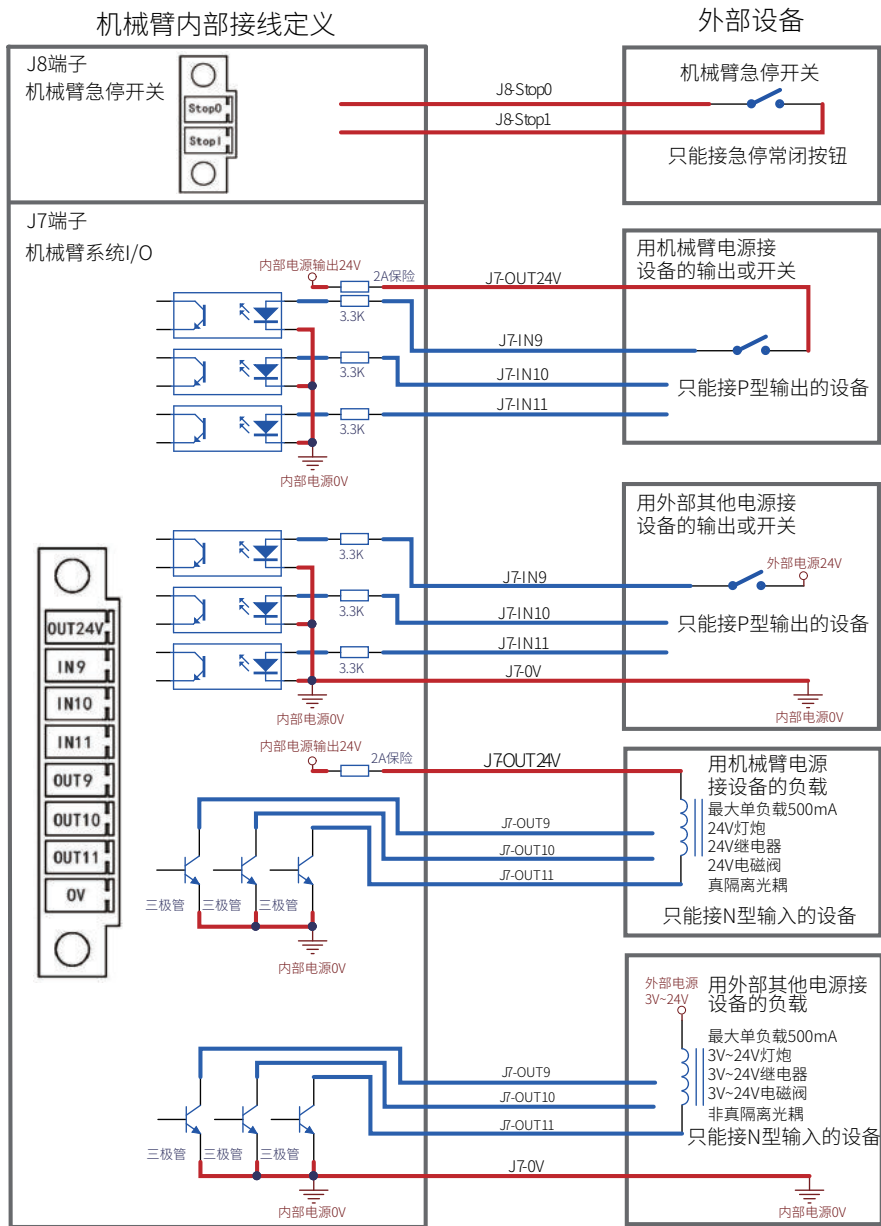 机械臂内部接线定义
外部设备
J8端子
机械臂急停开关
Stop0
Stop1
J8-Stop0
J8-Stop1
机械臂急停开关
只能接急停常闭按钮
J7端子
机械臂系统I/O
内部电源输出24V
2A保险
J7-OUT24V
3.3K
J7-IN9
3.3K
J7-IN10
3.3K
J7-IN11
内部电源0V
用机械臂电源接
设备的输出或开关
只能接P型输出的设备
3.3K
J7-IN9
3.3K
J7-IN10
3.3K
J7-IN11
J7-0V
内部电源0V
用外部其他电源接
设备的输出或开关
外部电源24V
只能接P型输出的设备
内部电源0V
OUT24V
IN9
IN10
IN11
OUT9
OUT10
OUT11
0V
内部电源输出24V
2A保险
J7-OUT24V
J7-OUT9
J7-OUT10
J7-OUT11
三极管
三极管
三极管
内部电源0V
用机械臂电源
接设备的负载
最大单负载500mA
24V灯炮
24V继电器
24V电磁阀
真隔离光耦
只能接N型输入的设备
J7-OUT9
J7-OUT10
J7-OUT11
三极管
三极管
三极管
J7-0V
内部电源0V
外部电源
3V~24V
用外部其他电源接
设备的负载
最大单负载500mA
3V~24V灯炮
3V~24V继电器
3V~24V电磁阀
非真隔离光耦
只能接N型输入的设备
内部电源0V